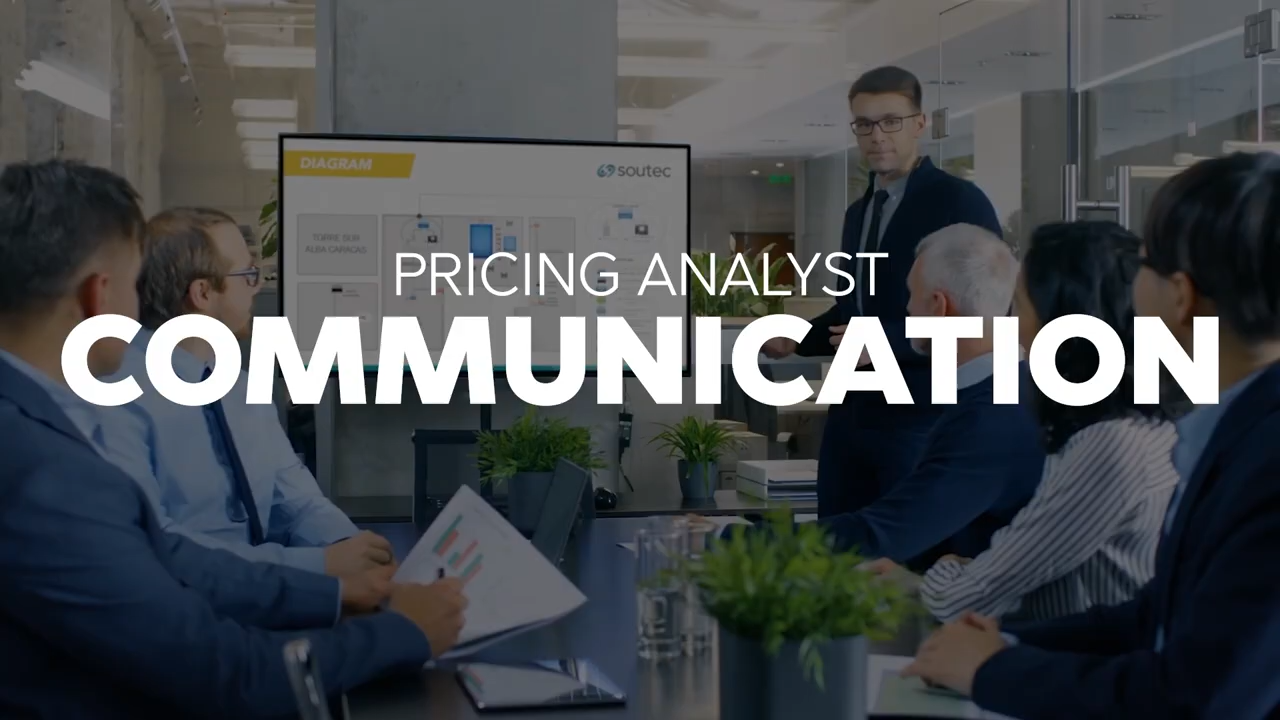 DIAGRAM
soutec
TORRE SUR
ALBA CARACAS
PRICING ANALYST
COMMUNICATION